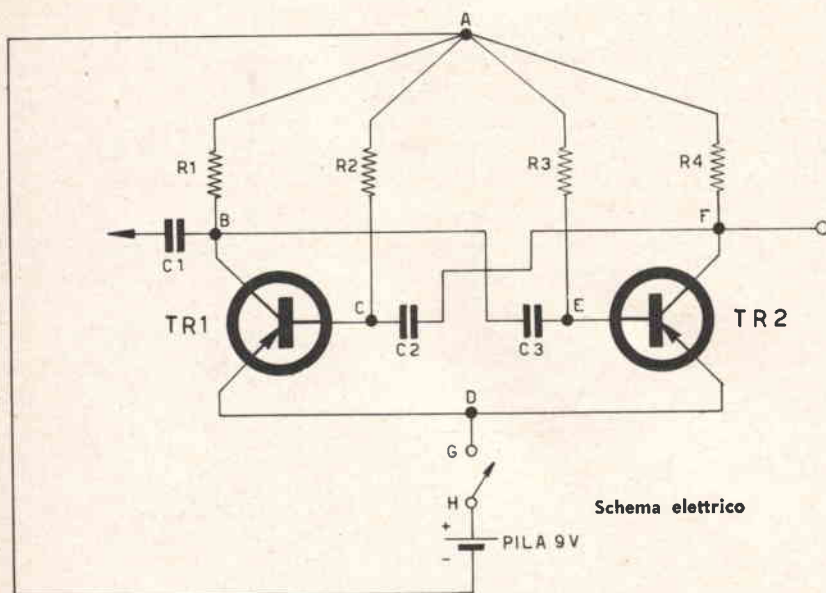 A
R1
R2
R3
R4
B
F
C1
C
E
TR1
C2
C3
TR2
D
G
H
Schema elettrico
+
PILA 9V
-